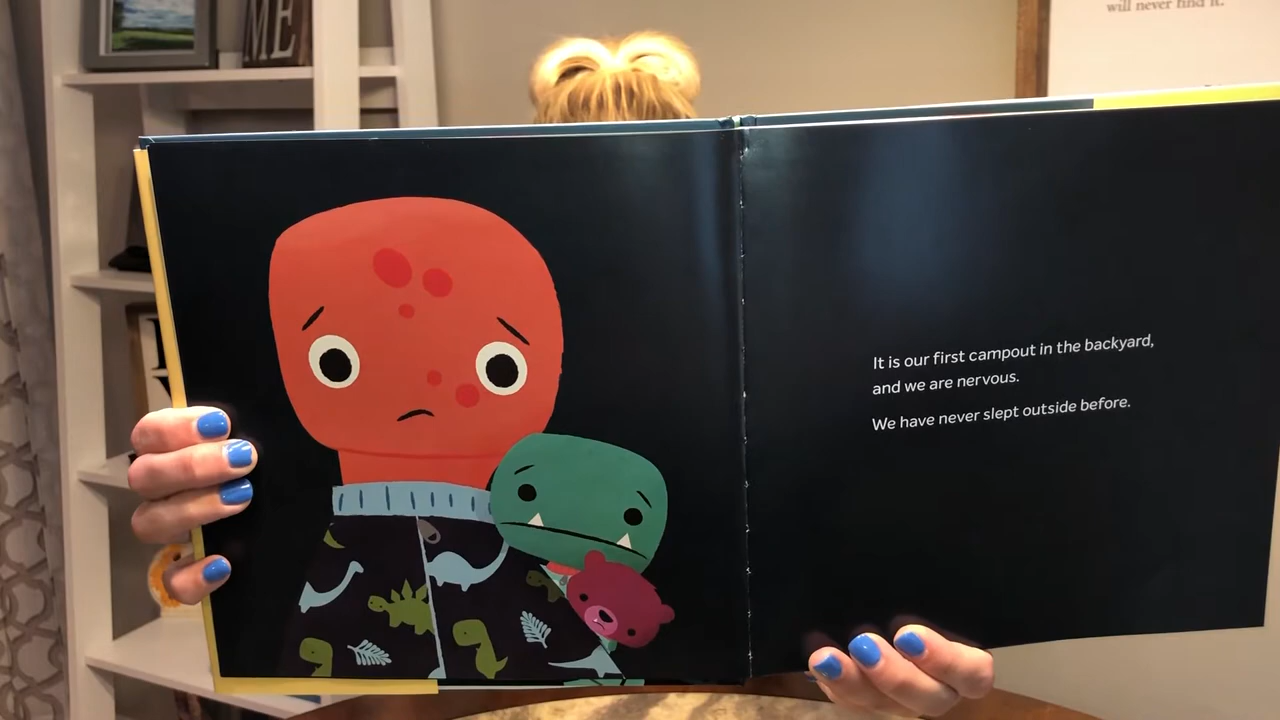 ME
will never find it.
It is our first campout in the backyard,
and we are nervous.
We have never slept outside before.